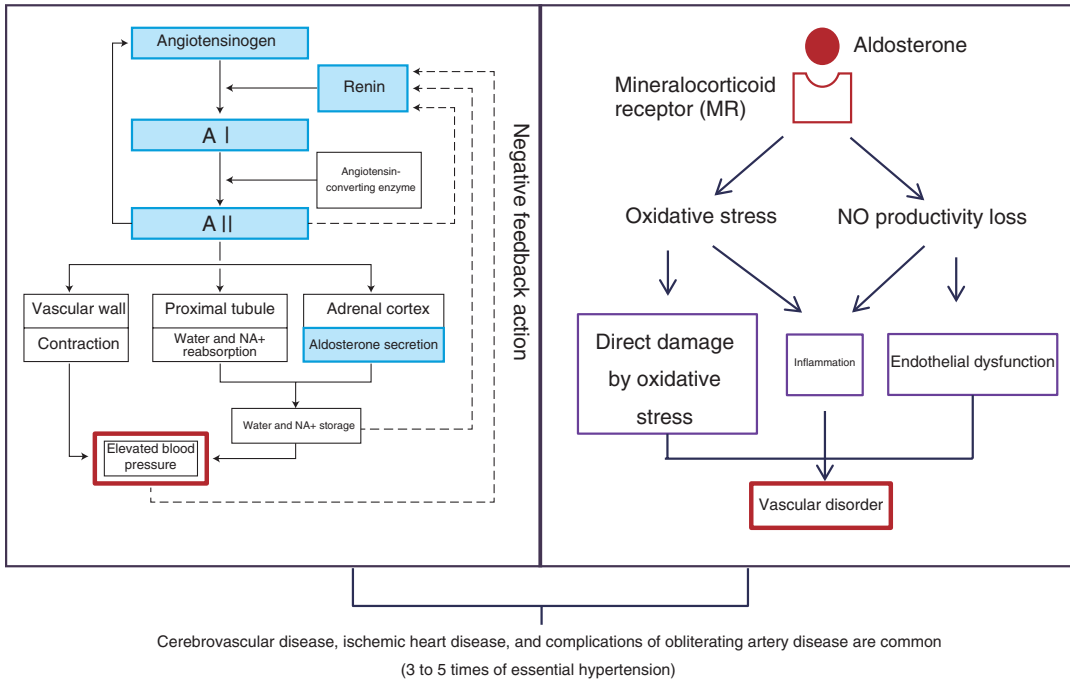 Angiotensinogen
Renin
A I
Angiotensin-
converting enzyme
A II
Vascular wall
Contraction
Proximal tubule
Water and NA+
reabsorption
Adrenal cortex
Aldosterone secretion
Water and NA+ storage
Elevated blood
pressure
Negative feedback action
Aldosterone
Mineralocorticoid
receptor (MR)
Oxidative stress
NO productivity loss
Direct damage
by oxidative
stress
Inflammation
Endothelial dysfunction
Vascular disorder
Cerebrovascular disease, ischemic heart disease, and complications of obliterating artery disease are common
(3 to 5 times of essential hypertension)